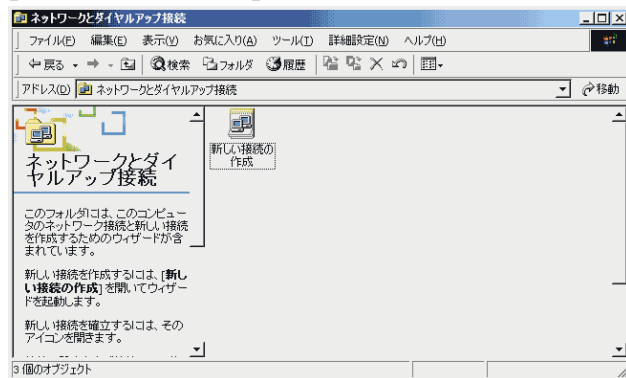 ネットワークとダイヤルアップ接続
ファイル(F) 編集(E) 表示(V) お気に入り(A) ツール(T) 詳細設定(N) ヘルプ(H)
戻る 検索 フォルダ 履歴
アドレス(D) ネットワークとダイヤルアップ接続 移動
ネットワークとダイ
ヤルアップ接続
このフォルダには、このコンピュー
タのネットワーク接続と新しい接続
を作成するためのウィザードが含
まれています。
新しい接続を作成するには、[新し
い接続の作成] を開いてウィザー
ドを起動します。
新しい接続を確立するには、その
アイコンを開きます。
新しい接続の
作成
3 個のオブジェクト